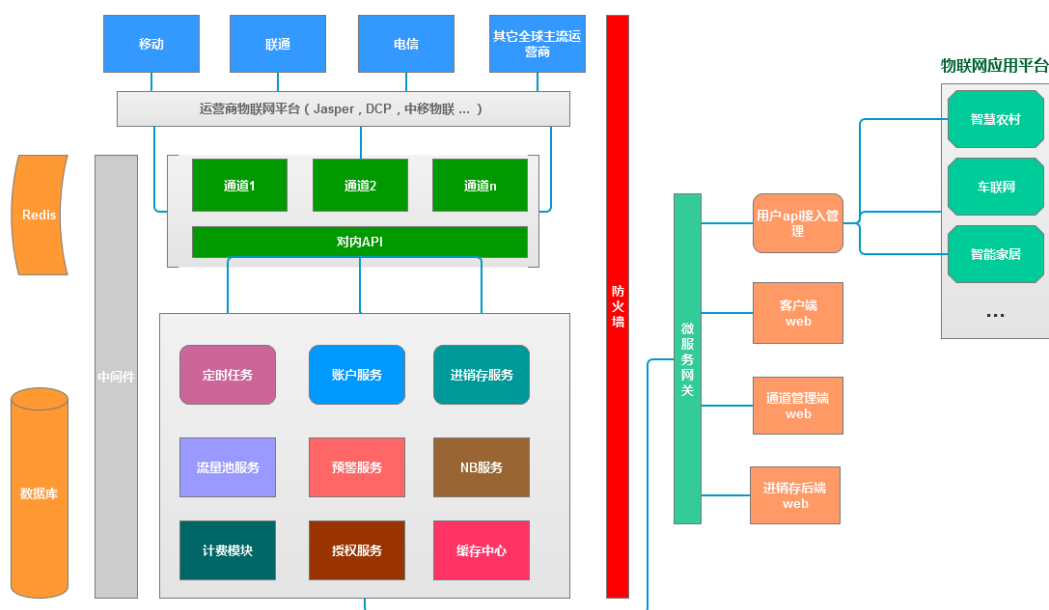 移动
联通
电信
其它全球主流运
营商
运营商物联网平台（Jasper，DCP，中移物联 ... ）
Redis
数据库
中间件
通道1
通道2
通道n
对内API
定时任务
账户服务
进销存服务
流量池服务
预警服务
NB服务
计费模块
授权服务
缓存中心
防
火
墙
微
服
务
网
关
用户api接入管
理
客户端
web
通道管理端
web
进销存后端
web
物联网应用平台
智慧农村
车联网
智能家居
...